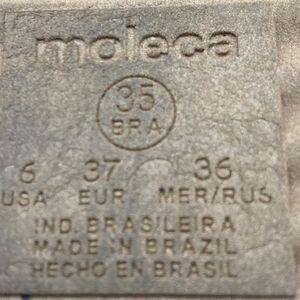 moleca
35
BRA
6 37 36
USA EUR MER/RUS
IND. BRASILEIRA
MADE IN BRAZIL
HECHO EN BRASIL